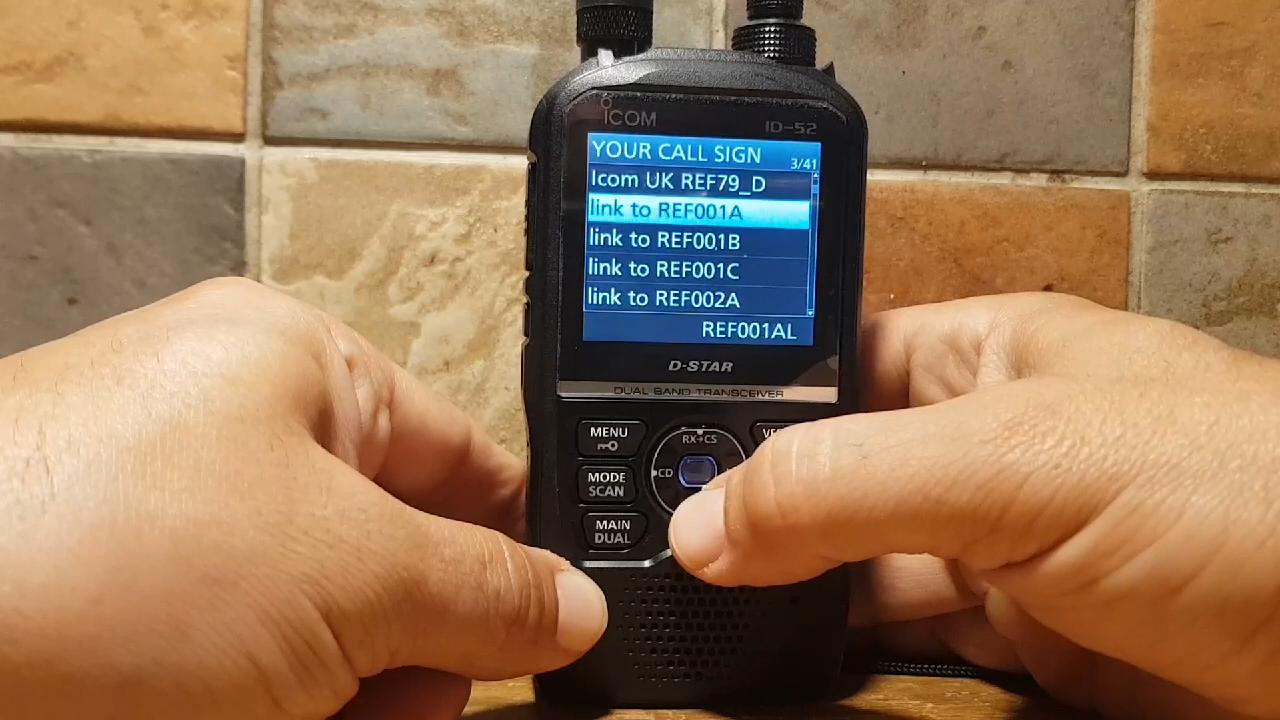 ICOM
ID-52
YOUR CALL SIGN 3/41
Icom UK REF79_D
link to REF001A
link to REF001B
link to REF001C
link to REF002A
REF001AL
D-STAR
DUAL BAND TRANSCEIVER
MENU
RX→CS
CD
MODE
SCAN
MAIN
DUAL